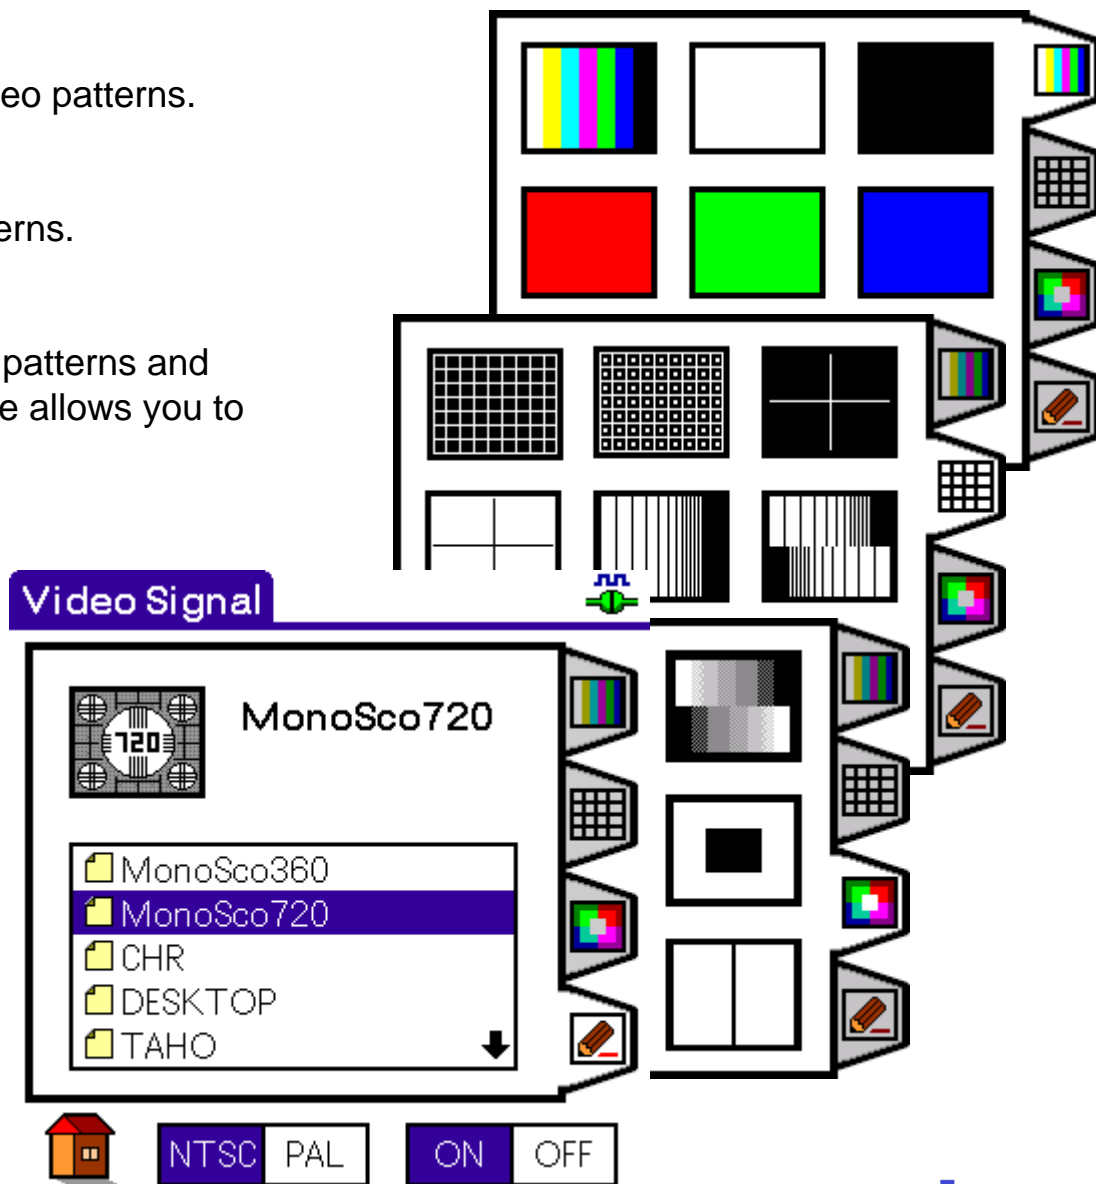 eo patterns.
erns.
patterns and
e allows you to
Video Signal
720
MonoSco720
MonoSco360
MonoSco720
CHR
DESKTOP
TAHO
NTSC PAL ON OFF